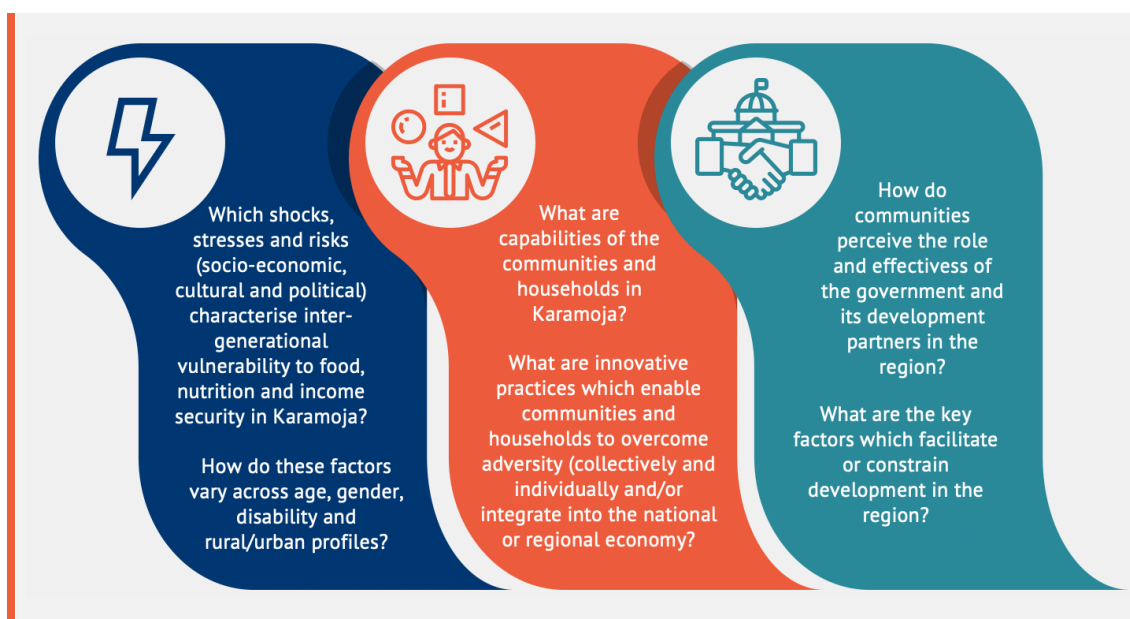 Which shocks,
stresses and risks
(socio-economic,
cultural and political)
characterise inter-
generational
vulnerability to food,
nutrition and income
security in Karamoja?
How do these factors
vary across age, gender,
disability and
rural/urban profiles?
What are
capabilities of the
communities and
households in
Karamoja?
What are innovative
practices which enable
communities and
households to overcome
adversity (collectively and
individually and/or
integrate into the national
or regional economy?
How do
communities
perceive the role
and effectivess of
the government and
its development
partners in the
region?
What are the key
factors which facilitate
or constrain
development in the
region?